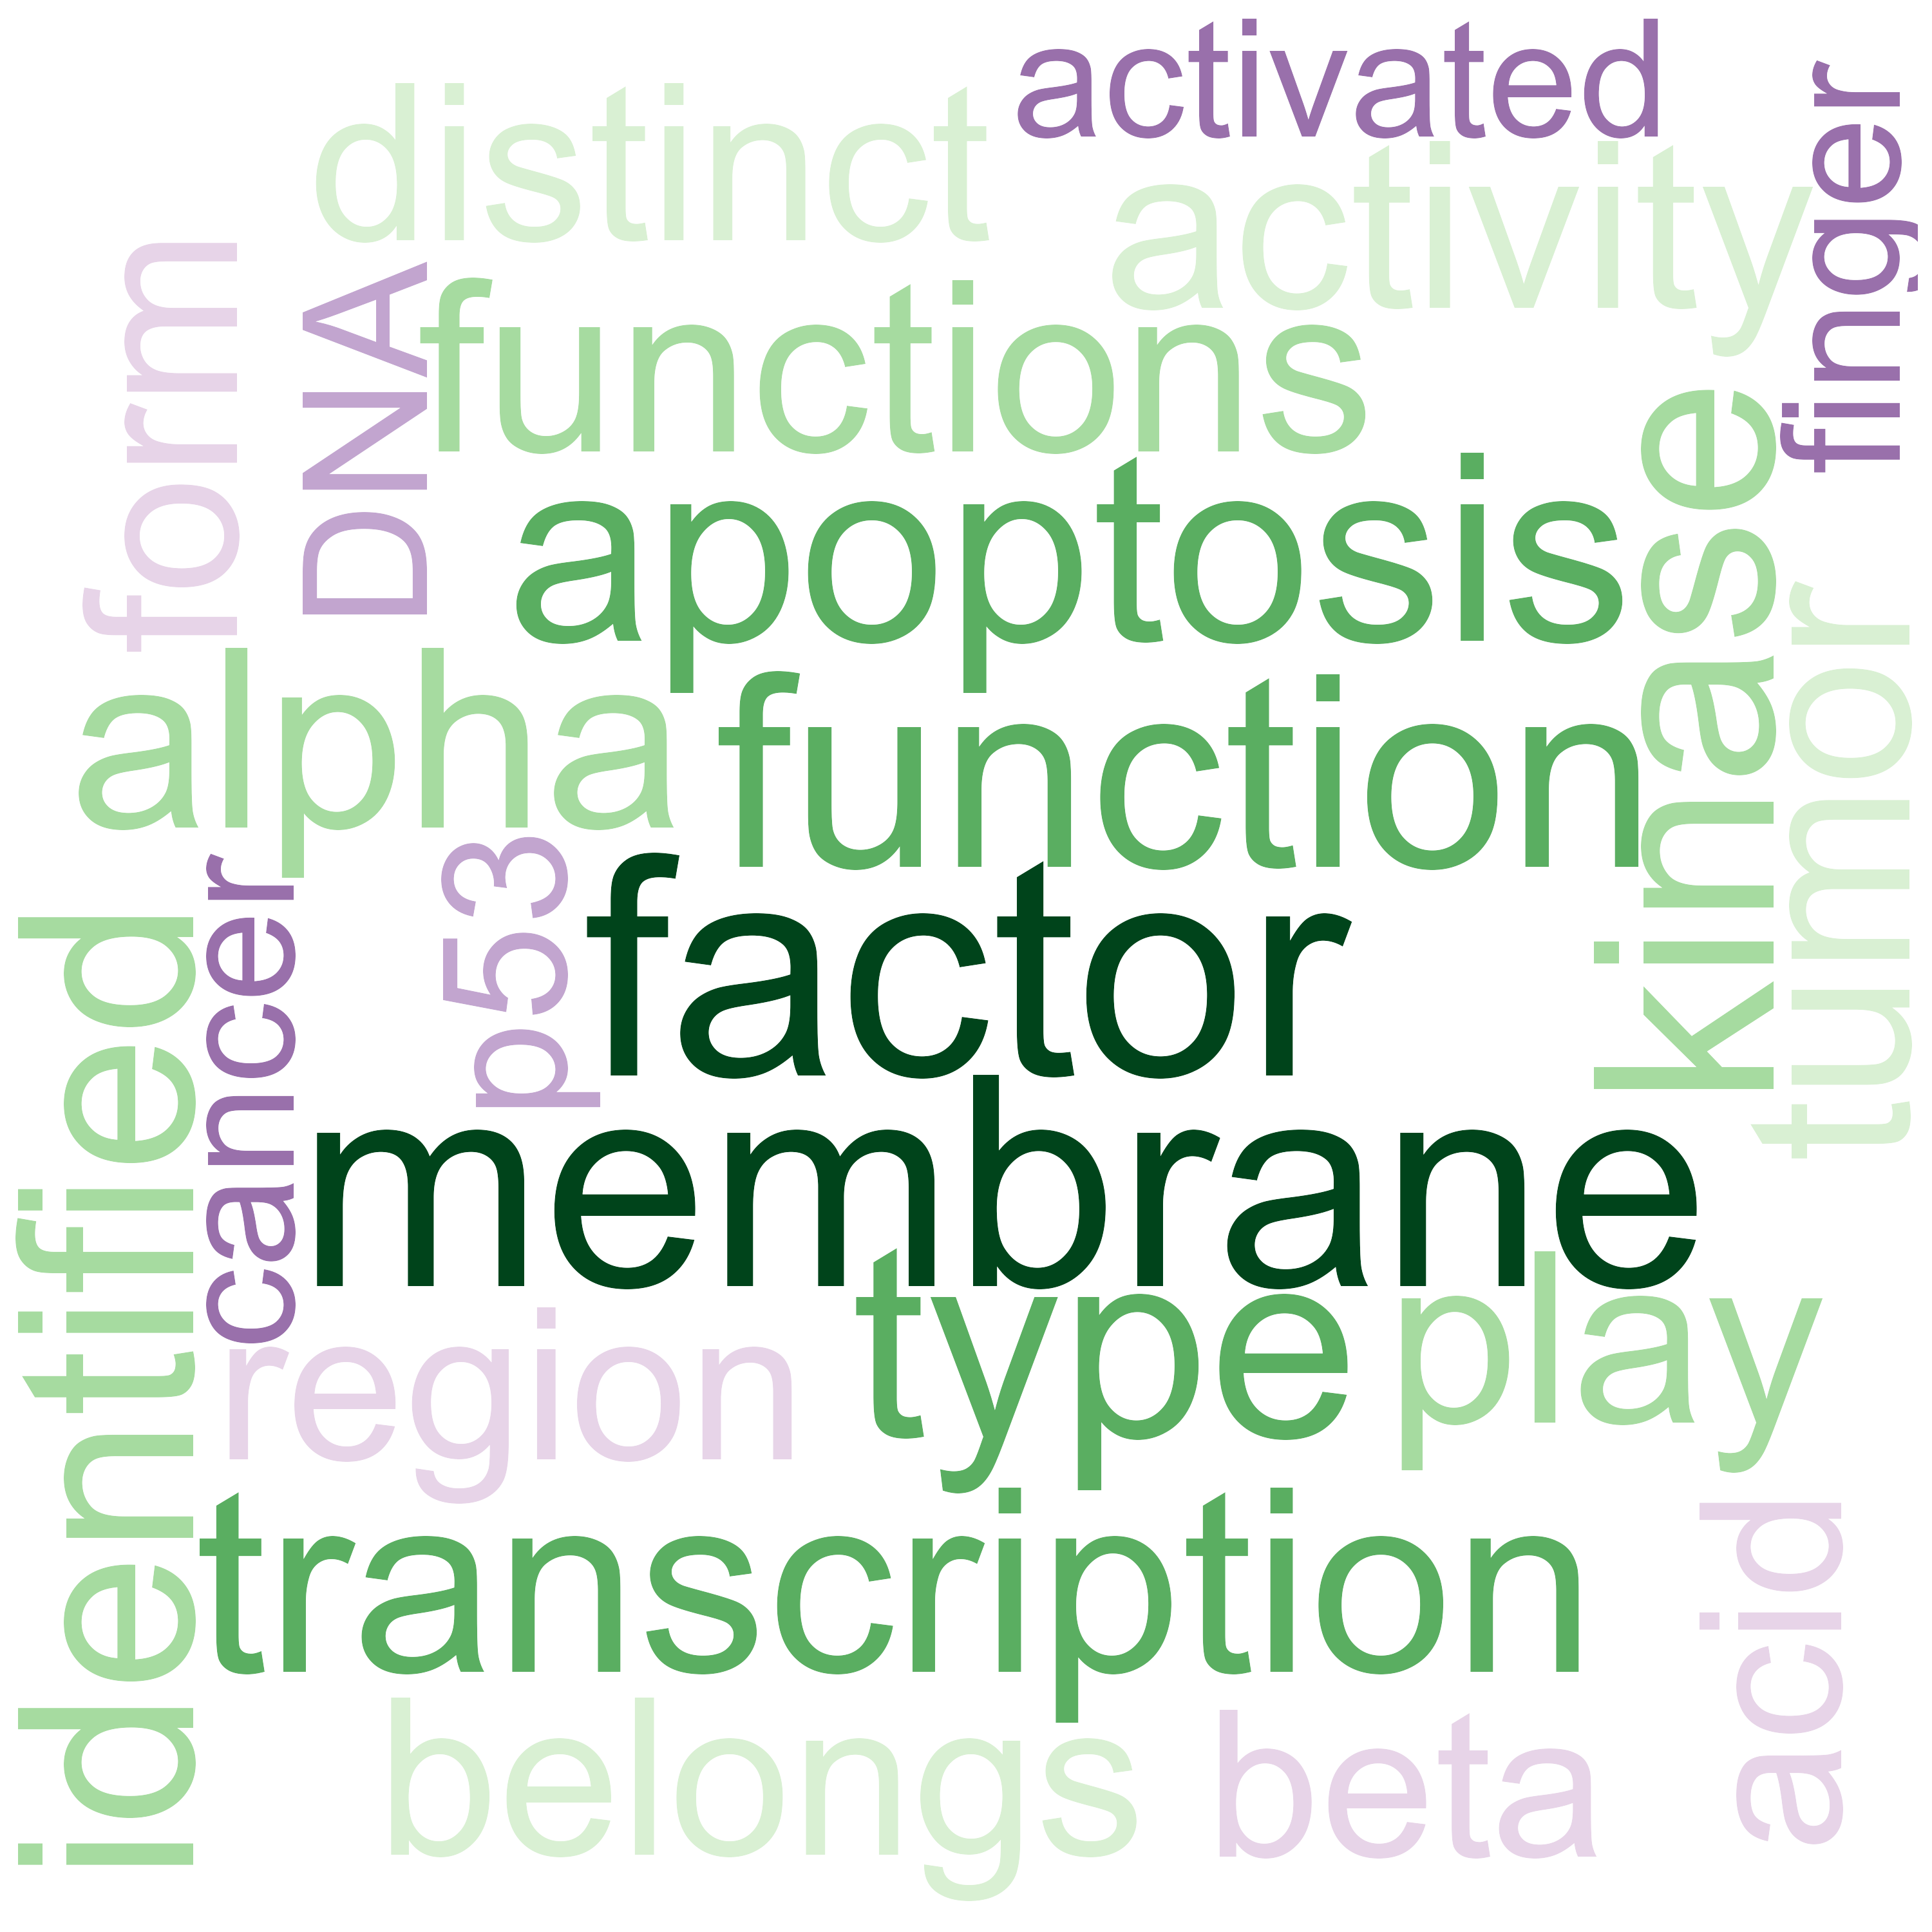 activated
distinct
activity
finger
form
DNA
functions
apoptosis
kinase
alpha
function
tumor
p53
factor
cancer
identified
membrane
type
play
region
transcription
acid
belongs
beta